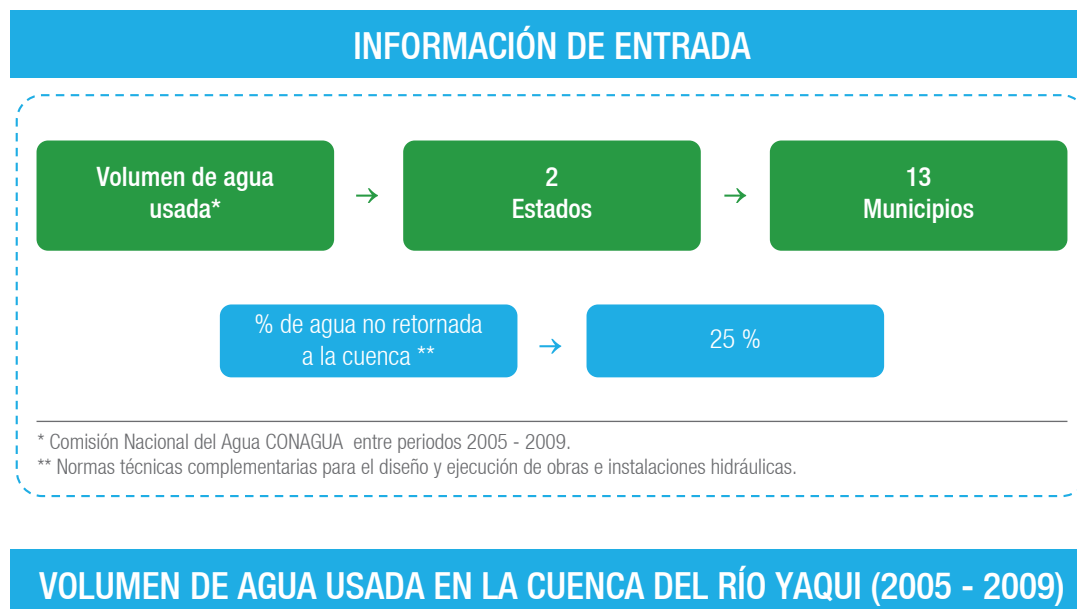 INFORMACIÓN DE ENTRADA
Volumen de agua
usada*
→
2
Estados
→
13
Municipios
% de agua no retornada
a la cuenca **
→
25 %
* Comisión Nacional del Agua CONAGUA entre periodos 2005 - 2009.
** Normas técnicas complementarias para el diseño y ejecución de obras e instalaciones hidráulicas.
VOLUMEN DE AGUA USADA EN LA CUENCA DEL RÍO YAQUI (2005 - 2009)